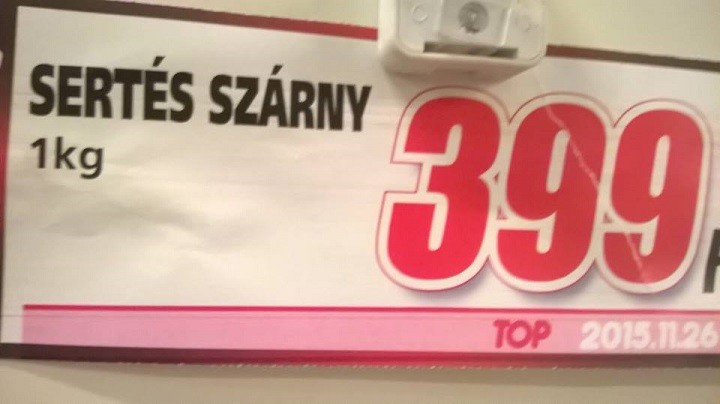 SERTÉS SZÁRNY
1kg
399
TOP 2015.11.26